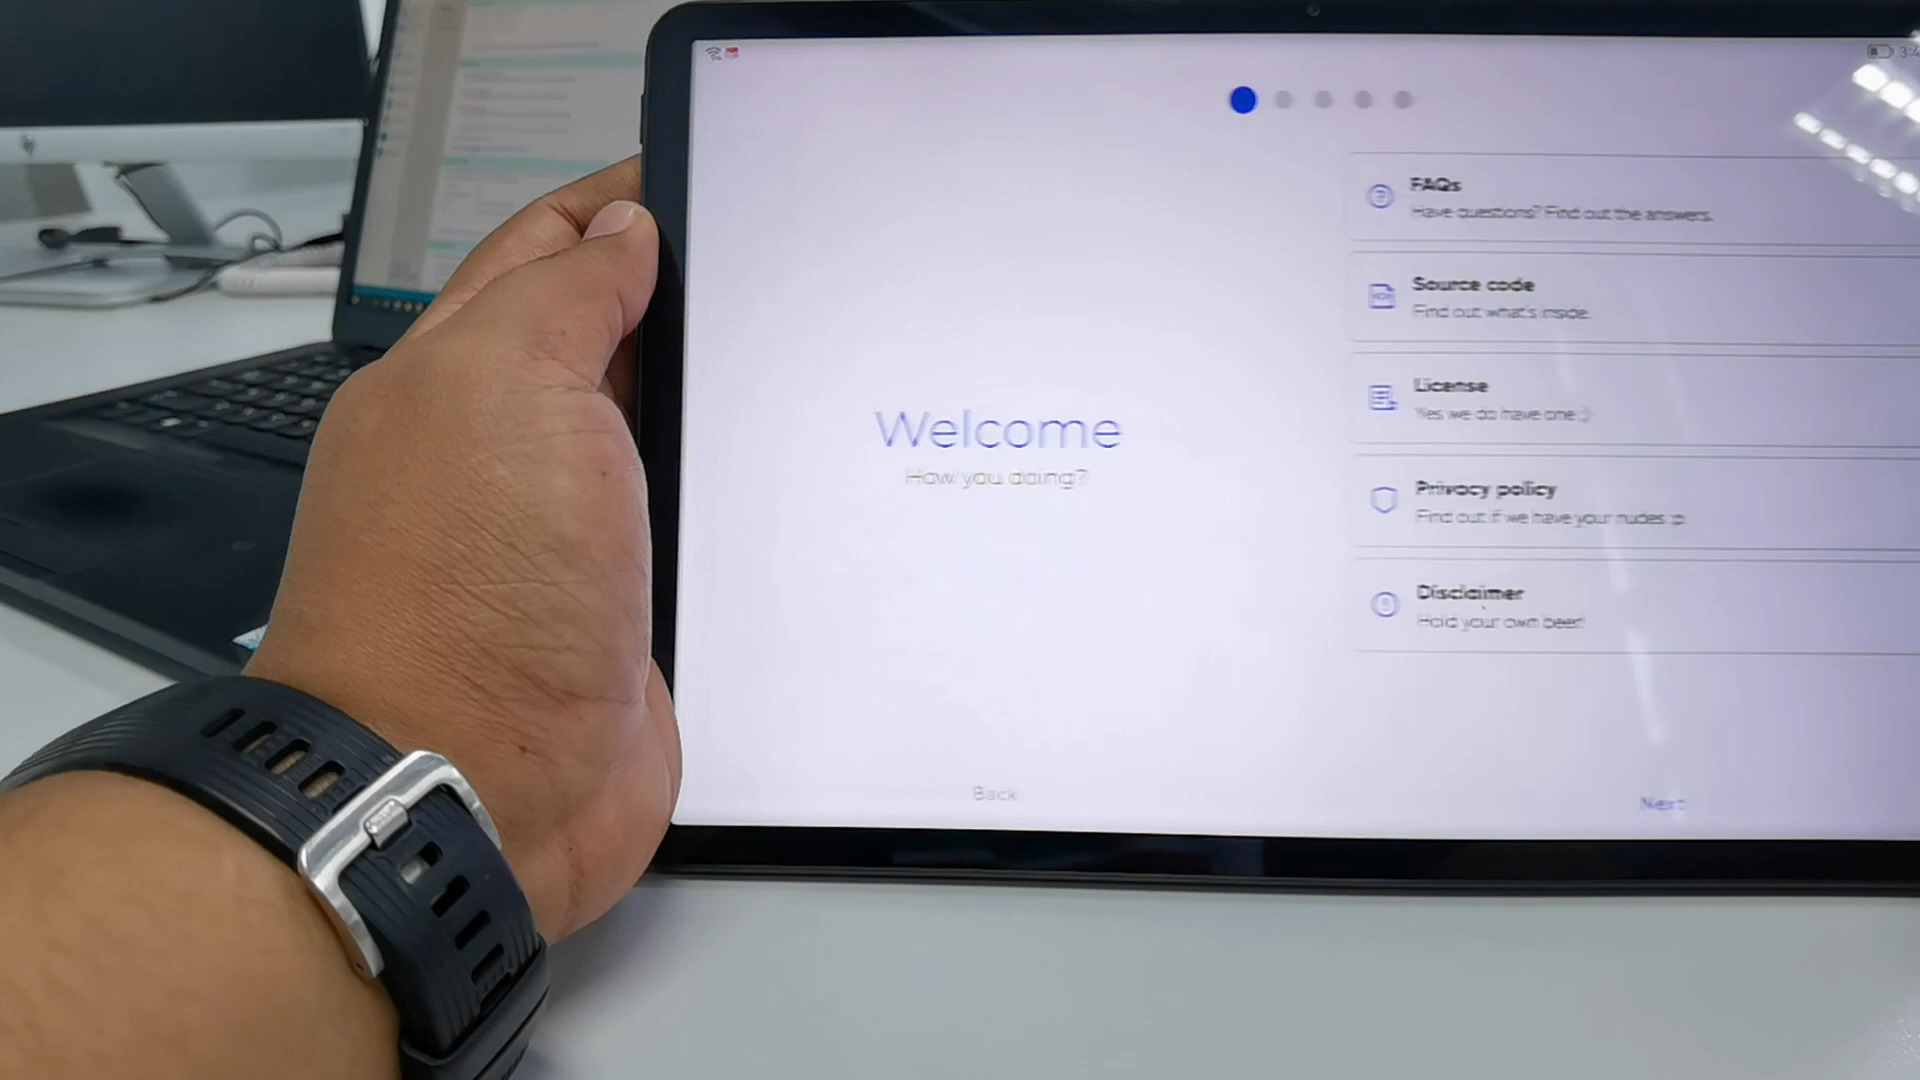 Welcome
How you doing?
FAQs
Have questions? Find out the answers.
Source code
Find out what's inside.
License
Yes we do have one ;)
Privacy policy
Find out if we have your nudes :p
Disclaimer
Hold your own beer!
Back
Next